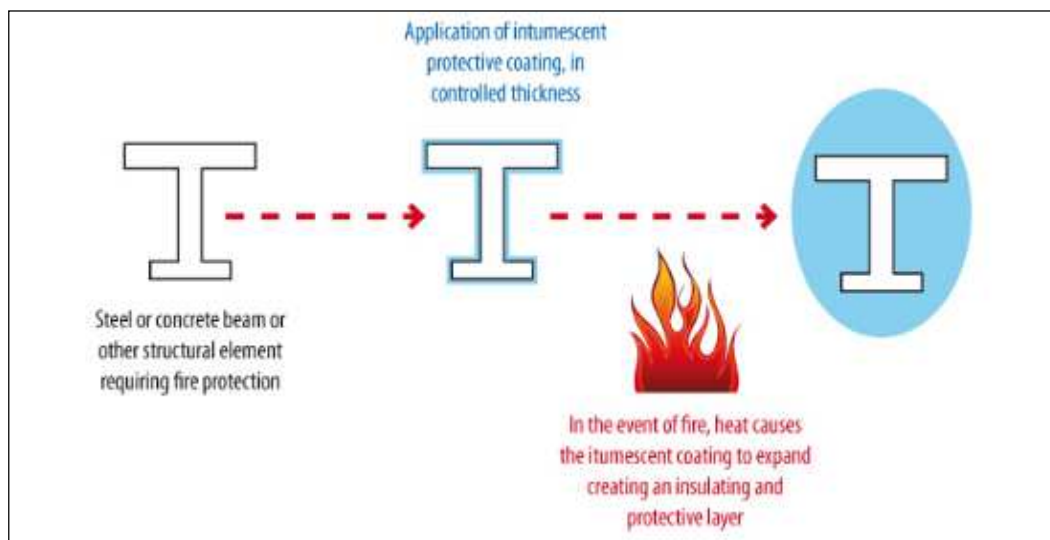 Application of intumescent
protective coating, in
controlled thickness
Steel or concrete beam or
other structural element
requiring fire protection
In the event of fire, heat causes
the itumescent coating to expand
creating an insulating and
protective layer